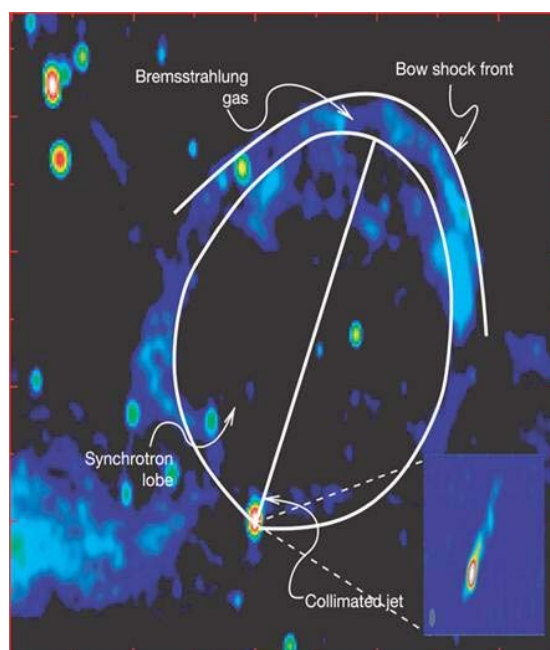 Bremsstrahlung
gas
Bow shock front
Synchrotron
lobe
Collimated jet